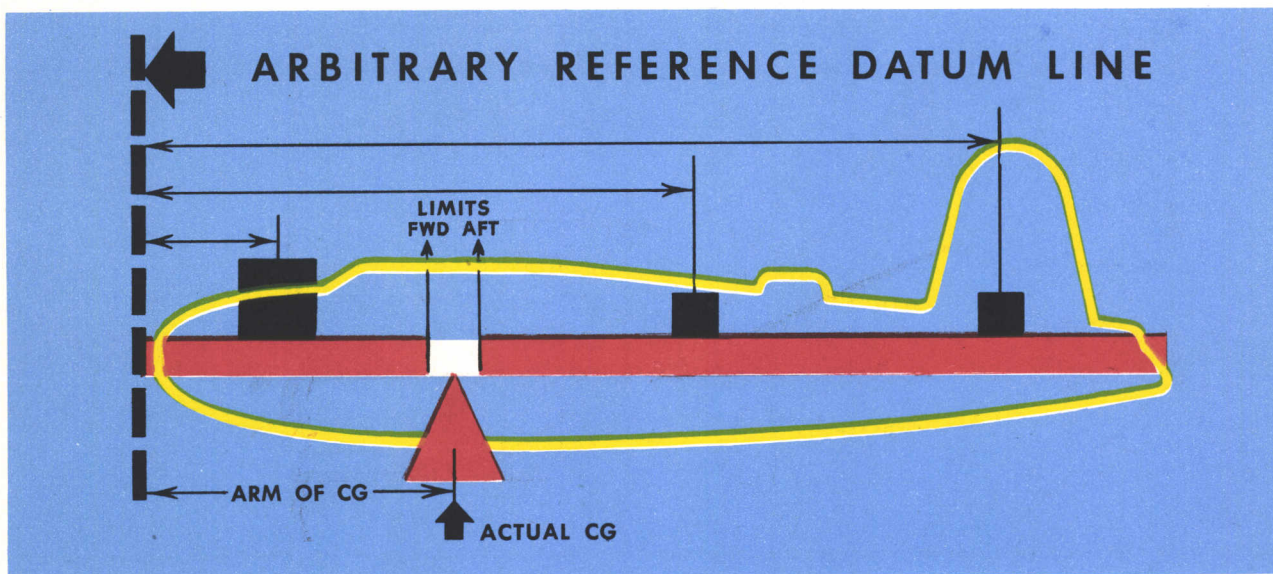 ARBITRARY REFERENCE DATUM LINE
LIMITS
FWD AFT
ARM OF CG
ACTUAL CG